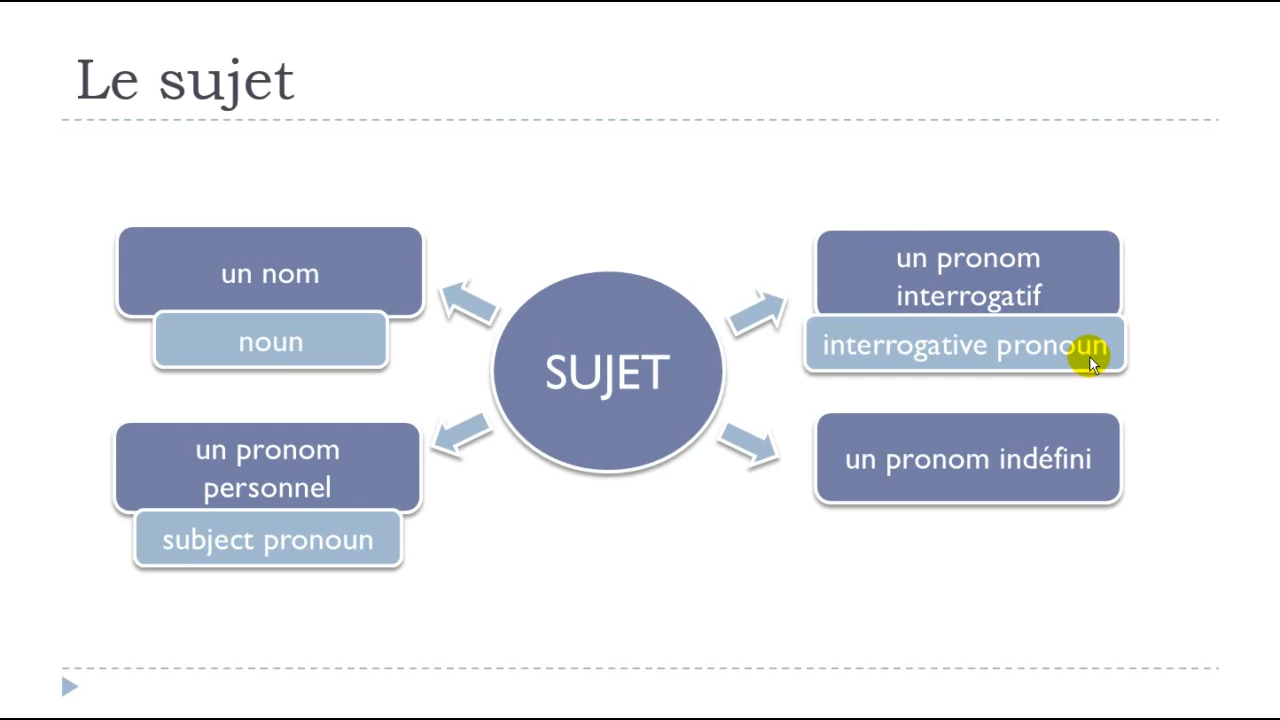 Le sujet
un nom
noun
un pronom
personnel
subject pronoun
SUJET
un pronom
interrogatif
interrogative pronoun
un pronom indéfini